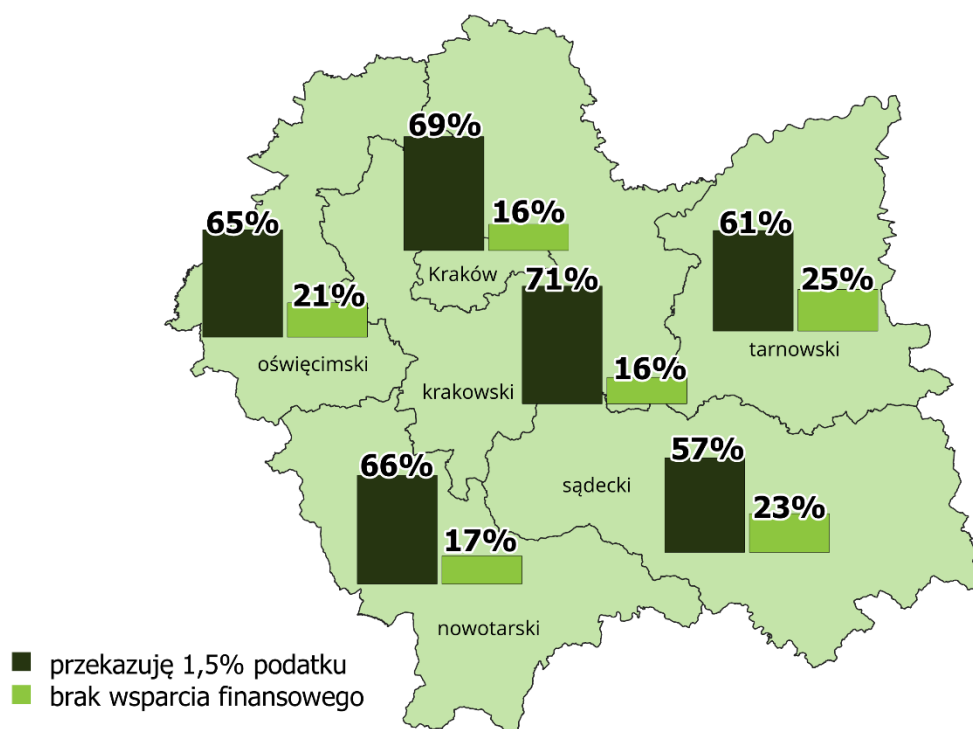 69%
16%
Kraków
65%
21%
oświęcimski
71%
16%
krakowski
61%
25%
tarnowski
66%
17%
nowotarski
57%
23%
sądecki
przekazuję 1,5% podatku
brak wsparcia finansowego